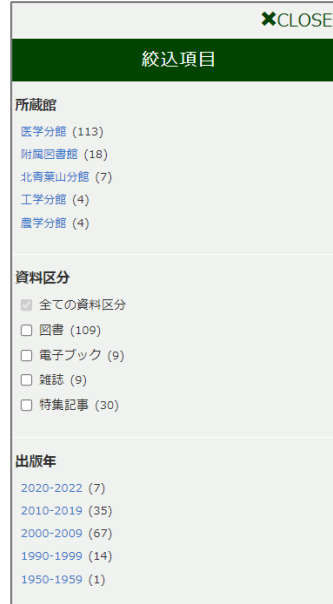 ✖CLOSE
絞込項目
所蔵館
医学分館 (113)
附属図書館 (18)
北青葉山分館 (7)
工学分館 (4)
農学分館 (4)
資料区分
全ての資料区分
図書 (109)
電子ブック (9)
雑誌 (9)
特集記事 (30)
出版年
2020-2022 (7)
2010-2019 (35)
2000-2009 (67)
1990-1999 (14)
1950-1959 (1)